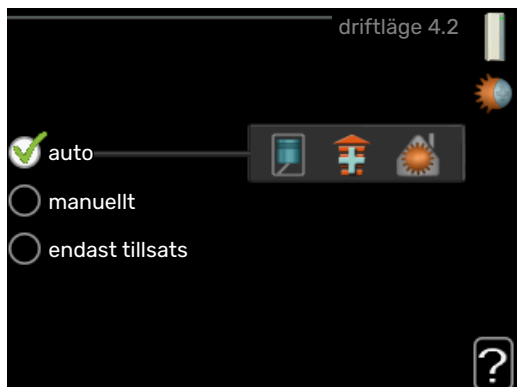 driftläge 4.2
auto
manuellt
endast tillsats
?